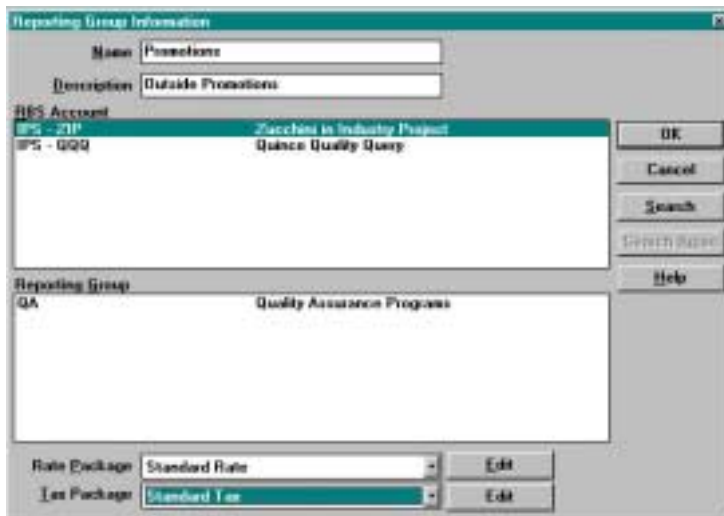 Reporting Group Information
Name Promotions
Description Outside Promotions
RBS Account
IPS - ZIP Zucchini in Industry Project
IPS - QQQ Quince Quality Query
OK
Cancel
Search
Search Again
Help
Reporting Group
QA Quality Assurance Programs
Rate Package Standard Rate Edit
Tax Package Standard Tax Edit